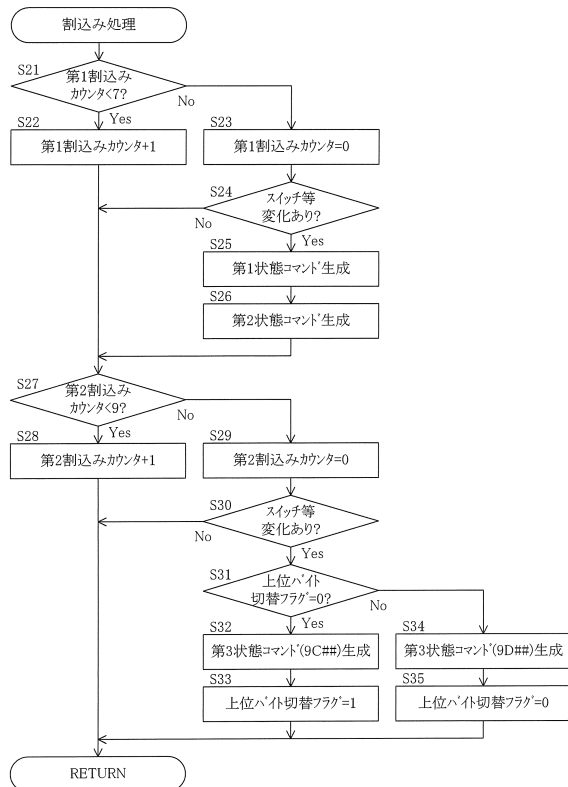 割込み処理
S21
第1割込み
カウンタ<7?
No
Yes
S22
第1割込みカウンタ+1
S23
第1割込みカウンタ=0
S24
スイッチ等
変化あり?
No
Yes
S25
第1状態コマンド生成
S26
第2状態コマンド生成
S27
第2割込み
カウンタ<9?
No
Yes
S28
第2割込みカウンタ+1
S29
第2割込みカウンタ=0
S30
スイッチ等
変化あり?
No
Yes
S31
上位バイト
切替フラグ=0?
No
Yes
S32
第3状態コマンド(9C##)生成
S34
第3状態コマンド(9D##)生成
S33
上位バイト切替フラグ=1
S35
上位バイト切替フラグ=0
RETURN